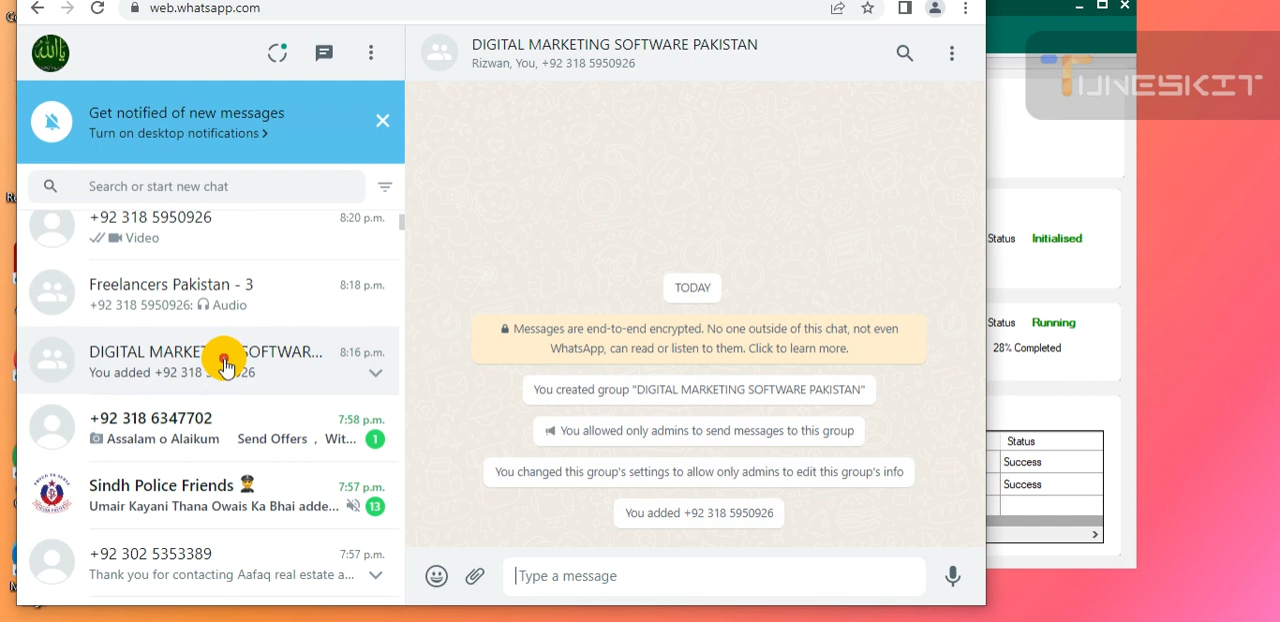 web.whatsapp.com
DIGITAL MARKETING SOFTWARE PAKISTAN
Rizwan, You, +92 318 5950926
TUNESKIT
Get notified of new messages
Turn on desktop notifications >
Search or start new chat
+92 318 5950926 8:20 p.m.
Video
Freelancers Pakistan - 3 8:18 p.m.
+92 318 5950926: Audio
DIGITAL MARKE SOFTWAR... 8:16 p.m.
You added +92 318 26
+92 318 6347702 7:58 p.m.
Assalam o Alaikum Send Offers , Wit... 1
Sindh Police Friends 👮 7:57 p.m.
Umair Kayani Thana Owais Ka Bhai adde... 13
+92 302 5353389 7:57 p.m.
Thank you for contacting Aafaq real estate a...
TODAY
Messages are end-to-end encrypted. No one outside of this chat, not even
WhatsApp, can read or listen to them. Click to learn more.
You created group "DIGITAL MARKETING SOFTWARE PAKISTAN"
You allowed only admins to send messages to this group
You changed this group's settings to allow only admins to edit this group's info
You added +92 318 5950926
Type a message
Status Initialised
Status Running
28% Completed
Status
Success
Success